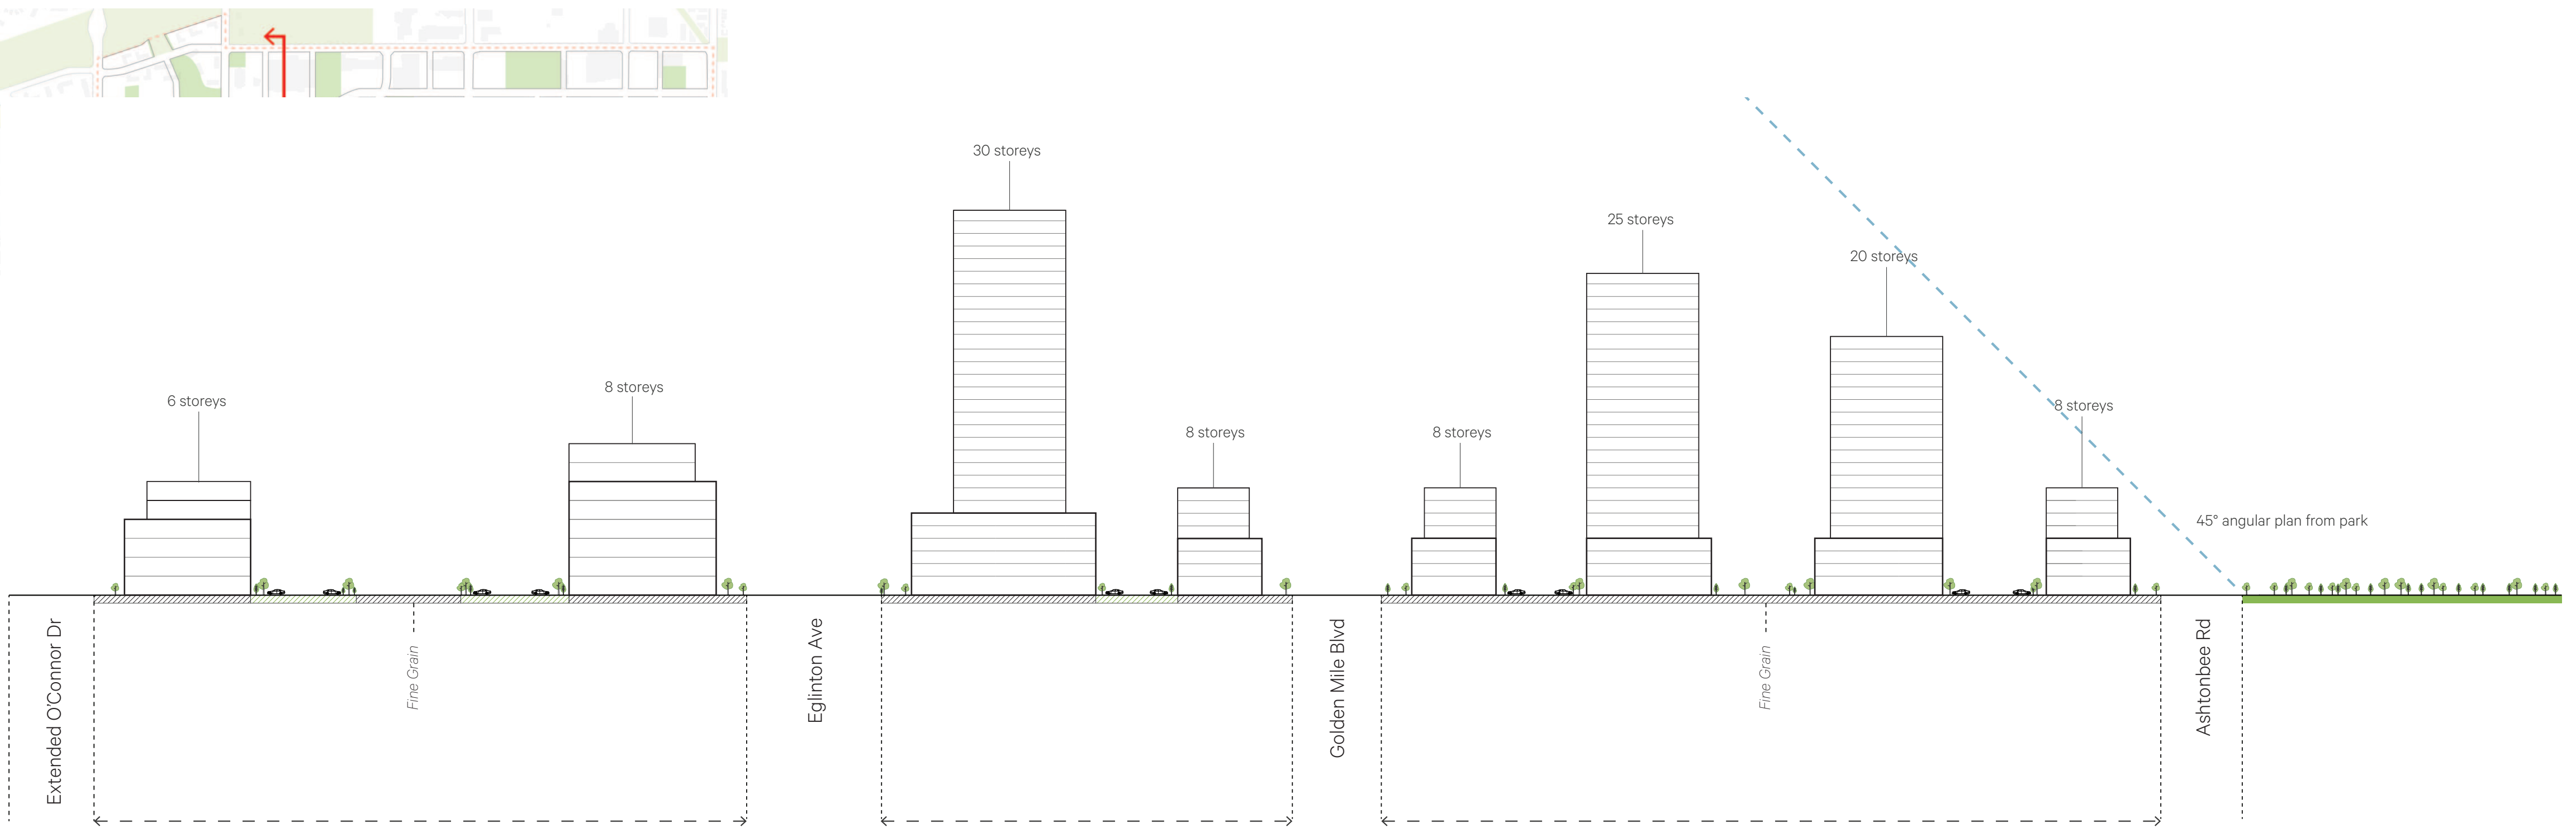 30 storeys
25 storeys
20 storeys
6 storeys
8 storeys
8 storeys
8 storeys
8 storeys
45° angular plan from park
Extended O'Connor Dr
Fine Grain
Eglinton Ave
Golden Mile Blvd
Fine Grain
Ashtonbee Rd